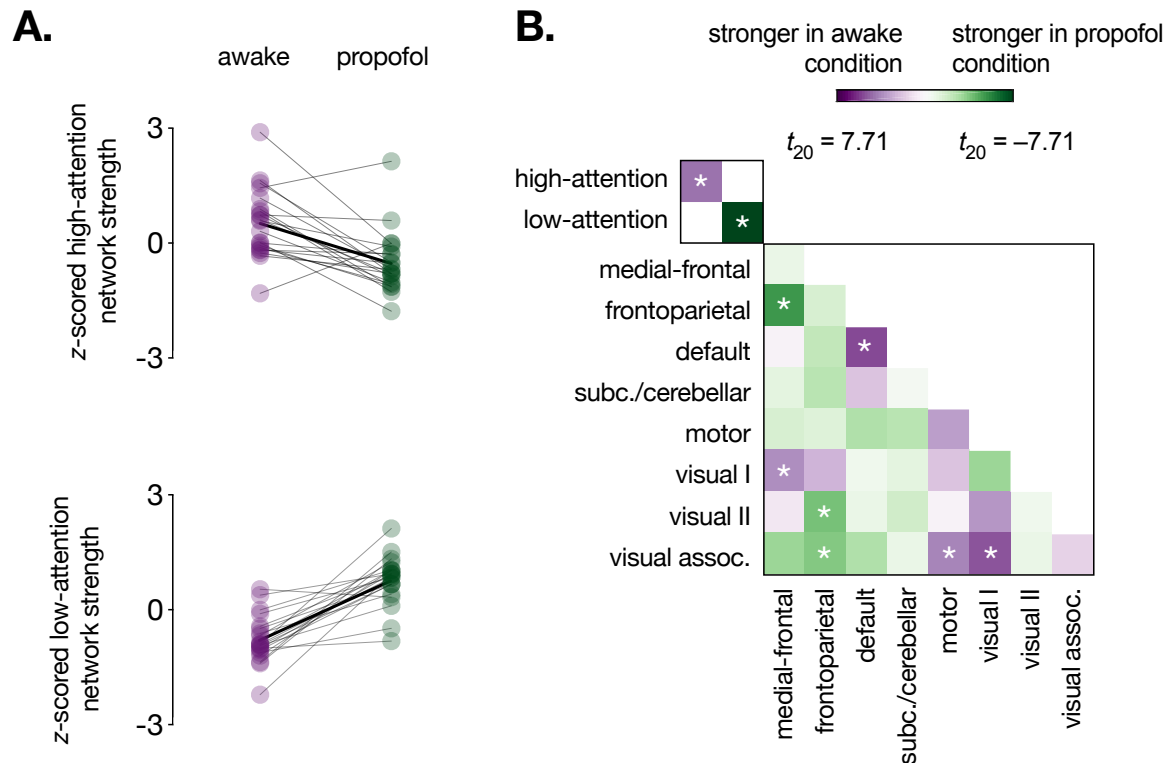 A.
awake propofol
z-scored high-attention
network strength
3
0
-3
z-scored low-attention
network strength
3
0
-3
B.
stronger in awake
condition
stronger in propofol
condition
t20 = 7.71
t20 = –7.71
high-attention
*
low-attention
*
medial-frontal
frontoparietal
*
default
*
subc./cerebellar
motor
visual I
*
visual II
*
visual assoc.
* * *
medial-frontal
frontoparietal
default
subc./cerebellar
motor
visual I
visual II
visual assoc.